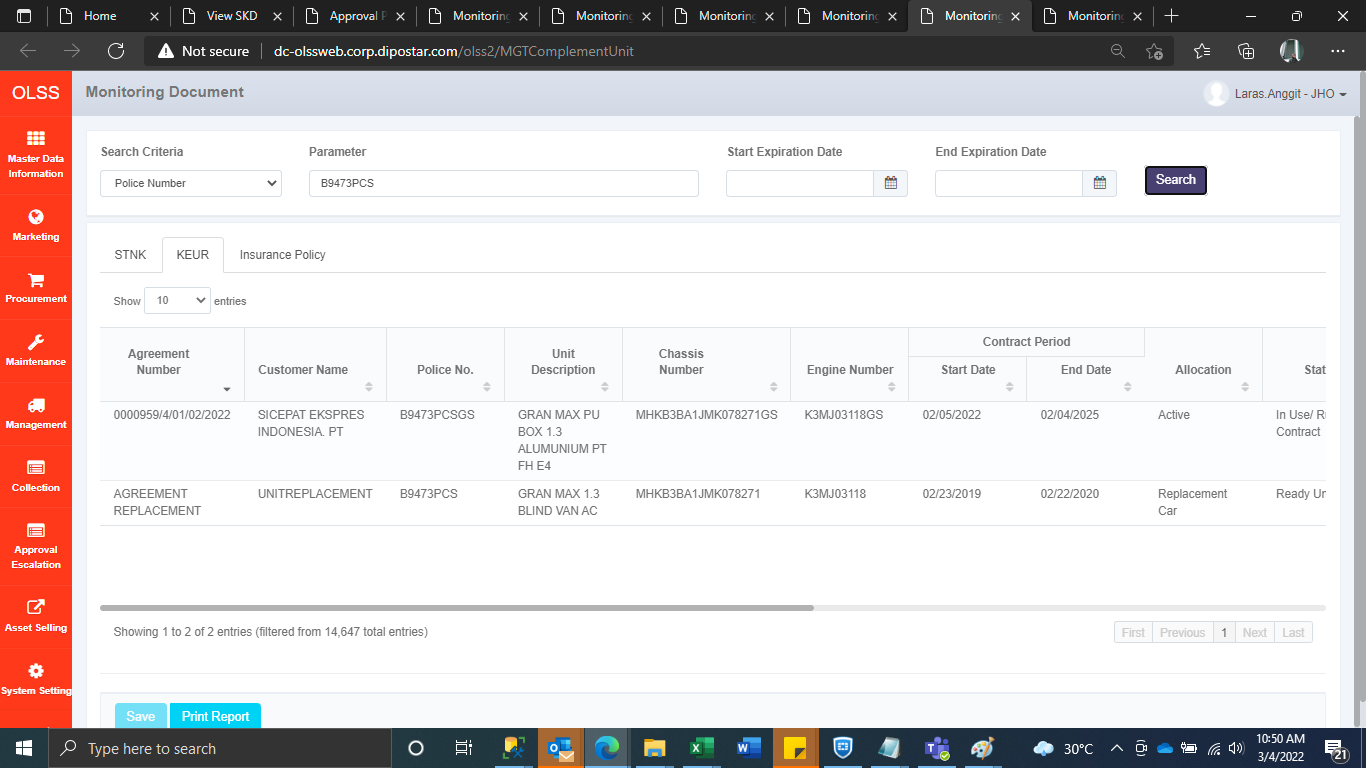 Home
View SKD
Approval P
Monitoring
Monitoring
Monitoring
Monitoring
Monitoring
Monitoring
Not secure
dc-olssweb.corp.dipostar.com/olss2/MGTComplementUnit
OLSS
Monitoring Document
Laras.Anggit - JHO
Master Data
Information
Marketing
Procurement
Maintenance
Management
Collection
Approval
Escalation
Asset Selling
System Setting
Search Criteria
Parameter
Start Expiration Date
End Expiration Date
Police Number
B9473PCS
Search
STNK
KEUR
Insurance Policy
Show 10 entries
Agreement
Number
Customer Name
Police No.
Unit
Description
Chassis
Number
Engine Number
Contract Period
Start Date
End Date
Allocation
Stat
0000959/4/01/02/2022
SICEPAT EKSPRES
INDONESIA. PT
B9473PCSGS
GRAN MAX PU
BOX 1.3
ALUMUNIUM PT
FH E4
MHKB3BA1JMK078271GS
K3MJ03118GS
02/05/2022
02/04/2025
Active
In Use/ R
Contract
AGREEMENT
REPLACEMENT
UNITREPLACEMENT
B9473PCS
GRAN MAX 1.3
BLIND VAN AC
MHKB3BA1JMK078271
K3MJ03118
02/23/2019
02/22/2020
Replacement
Car
Ready Un
Showing 1 to 2 of 2 entries (filtered from 14,647 total entries)
First
Previous
1
Next
Last
Save
Print Report
Type here to search
30°C
10:50 AM
3/4/2022
21